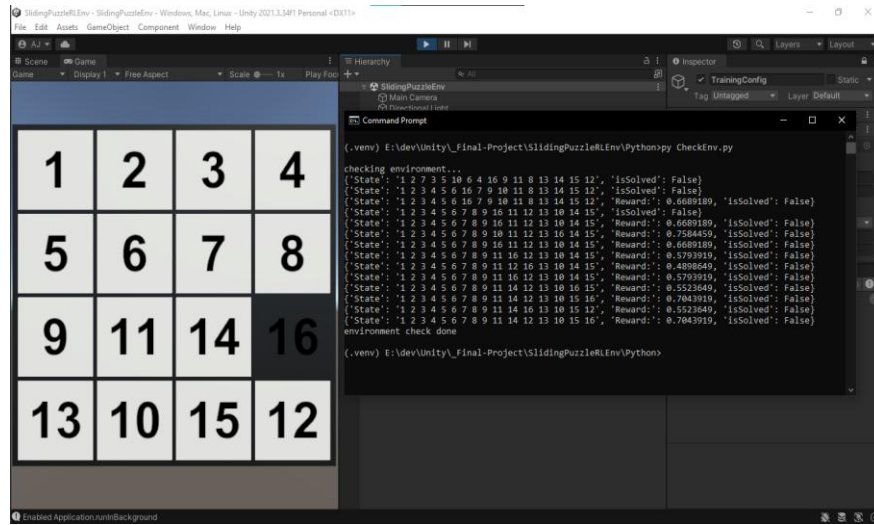 SlidingPuzzleRLEnv - SlidingPuzzleEnv - Windows, Mac, Linux - Unity 2021.3.34f1 Personal <DX11>
File Edit Assets GameObject Component Window Help
AJ
Layers Layout
Scene Game
Game Display 1 Free Aspect Scale 1x Play Foc
Hierarchy
All
SlidingPuzzleEnv
Main Camera
Directional Light
Inspector
TrainingConfig Static
Tag Untagged Layer Default
1 2 3 4
5 6 7 8
9 11 14 16
13 10 15 12
Command Prompt
(.venv) E:\dev\Unity\_Final-Project\SlidingPuzzleRLEnv\Python>py CheckEnv.py
checking environment...
{'State': '1 2 7 3 5 10 6 4 16 9 11 8 13 14 15 12', 'isSolved': False}
{'State': '1 2 3 4 5 6 16 7 9 10 11 8 13 14 15 12', 'isSolved': False}
{'State': '1 2 3 4 5 6 16 7 9 10 11 8 13 14 15 12', 'Reward:': 0.6689189, 'isSolved': False}
{'State': '1 2 3 4 5 6 7 8 9 16 11 12 13 10 14 15', 'isSolved': False}
{'State': '1 2 3 4 5 6 7 8 9 16 11 12 13 10 14 15', 'Reward:': 0.6689189, 'isSolved': False}
{'State': '1 2 3 4 5 6 7 8 9 10 11 12 13 16 14 15', 'Reward:': 0.7584459, 'isSolved': False}
{'State': '1 2 3 4 5 6 7 8 9 16 11 12 13 10 14 15', 'Reward:': 0.6689189, 'isSolved': False}
{'State': '1 2 3 4 5 6 7 8 9 11 16 12 13 10 14 15', 'Reward:': 0.5793919, 'isSolved': False}
{'State': '1 2 3 4 5 6 7 8 9 11 12 16 13 10 14 15', 'Reward:': 0.4898649, 'isSolved': False}
{'State': '1 2 3 4 5 6 7 8 9 11 16 12 13 10 14 15', 'Reward:': 0.5793919, 'isSolved': False}
{'State': '1 2 3 4 5 6 7 8 9 11 14 12 13 10 16 15', 'Reward:': 0.5523649, 'isSolved': False}
{'State': '1 2 3 4 5 6 7 8 9 11 14 12 13 10 15 16', 'Reward:': 0.7043919, 'isSolved': False}
{'State': '1 2 3 4 5 6 7 8 9 11 14 16 13 10 15 12', 'Reward:': 0.5523649, 'isSolved': False}
{'State': '1 2 3 4 5 6 7 8 9 11 14 12 13 10 15 16', 'Reward:': 0.7043919, 'isSolved': False}
environment check done
(.venv) E:\dev\Unity\_Final-Project\SlidingPuzzleRLEnv\Python>
Enabled Application.runInBackground